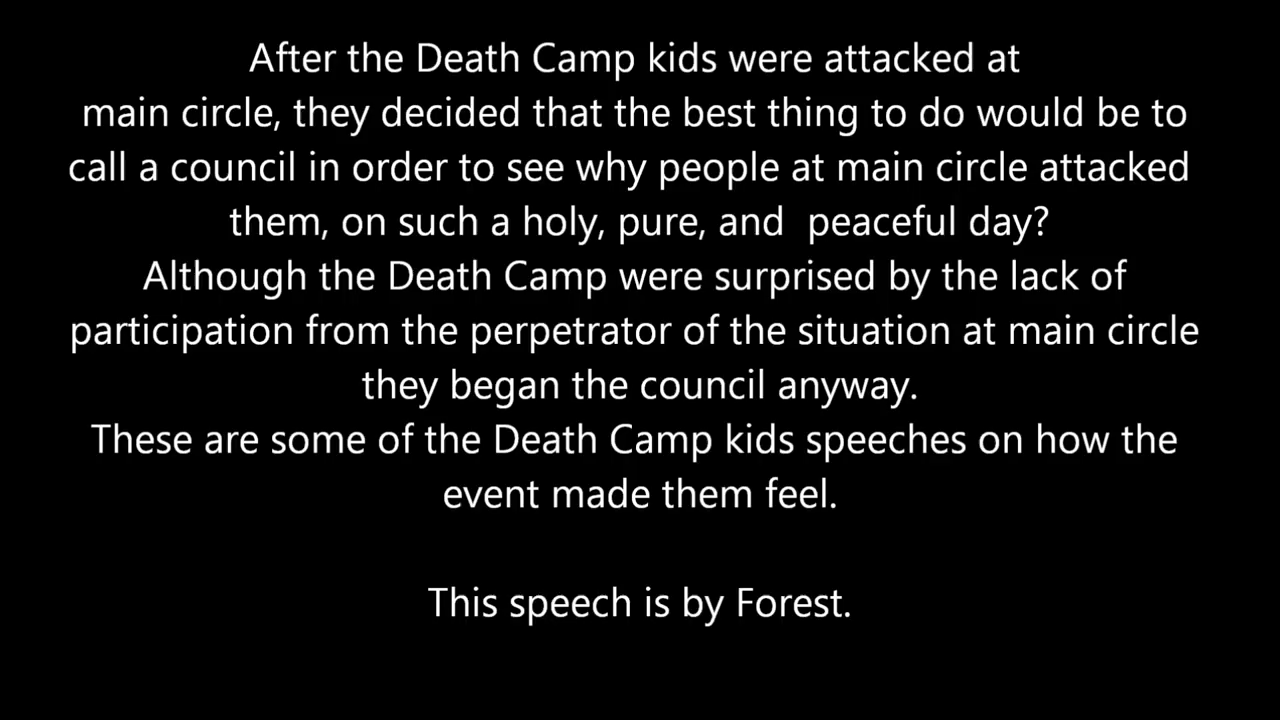 After the Death Camp kids were attacked at
main circle, they decided that the best thing to do would be to
call a council in order to see why people at main circle attacked
them, on such a holy, pure, and  peaceful day?
Although the Death Camp were surprised by the lack of
participation from the perpetrator of the situation at main circle
they began the council anyway.
These are some of the Death Camp kids speeches on how the
event made them feel.
This speech is by Forest.